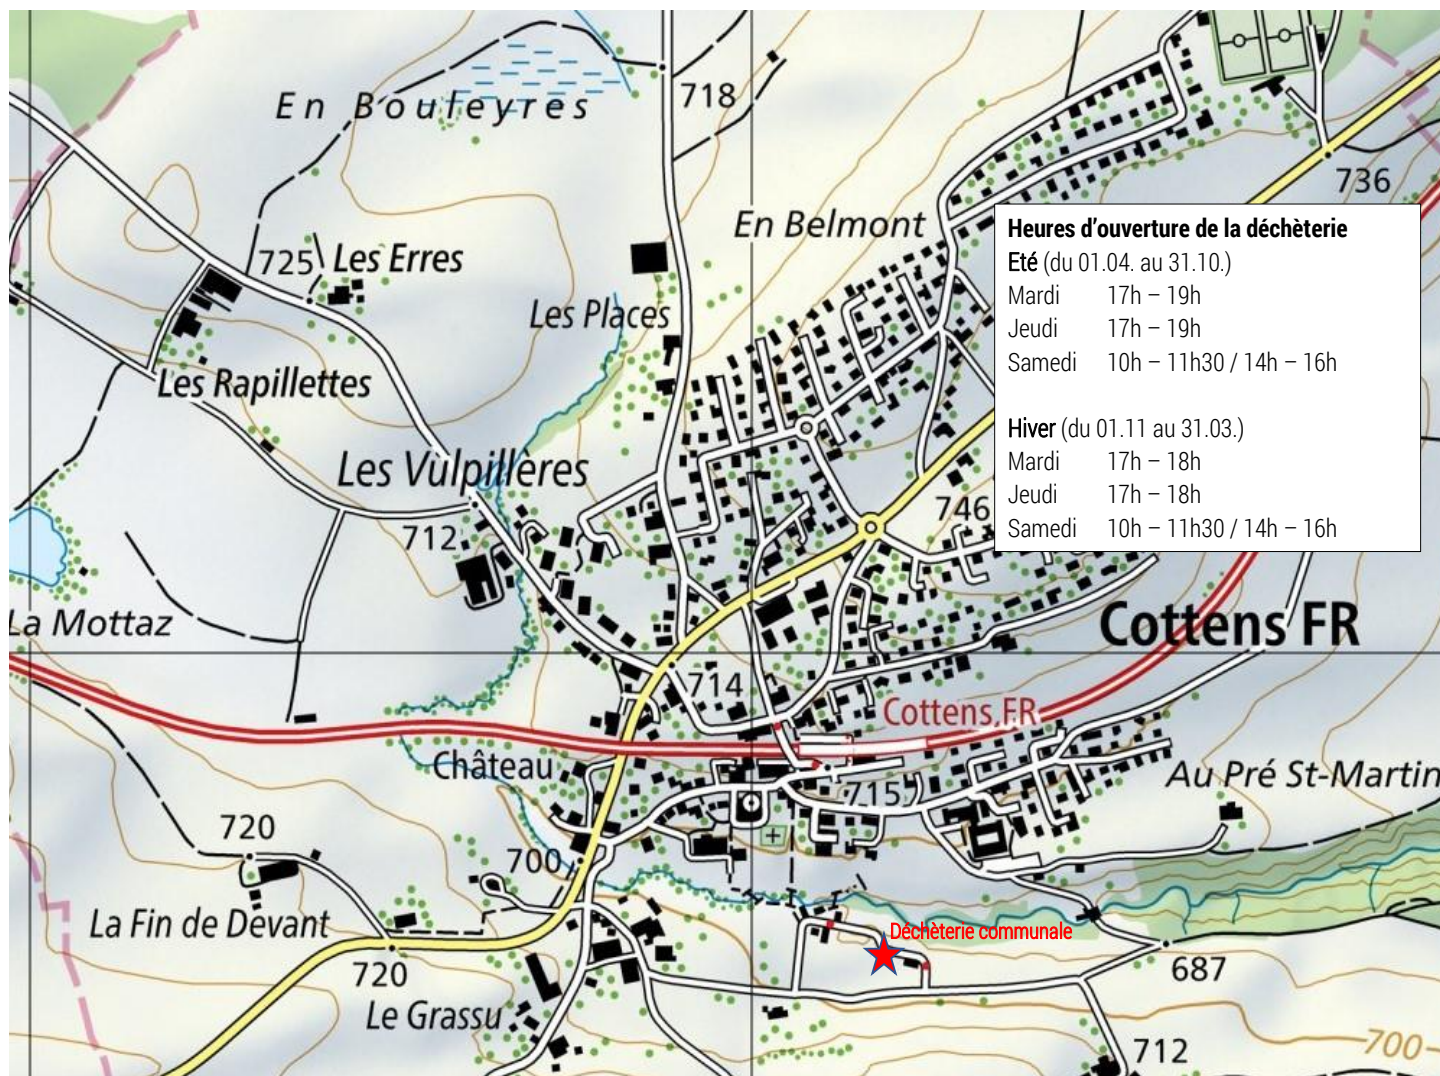 718
En Bouleyres
736
En Belmont
Heures d'ouverture de la déchèterie
Eté (du 01.04. au 31.10.)
Mardi 17h – 19h
Jeudi 17h – 19h
Samedi 10h – 11h30 / 14h – 16h
Hiver (du 01.11 au 31.03.)
Mardi 17h – 18h
Jeudi 17h – 18h
Samedi 10h – 11h30 / 14h – 16h
725
Les Erres
Les Places
Les Rapillettes
Les Vulpillères
746
712
La Mottaz
Cottens FR
714
Cottens FR
Château
Au Pré St-Martin
715
720
700
La Fin de Devant
Déchèterie communale
720
687
Le Grassu
712
700